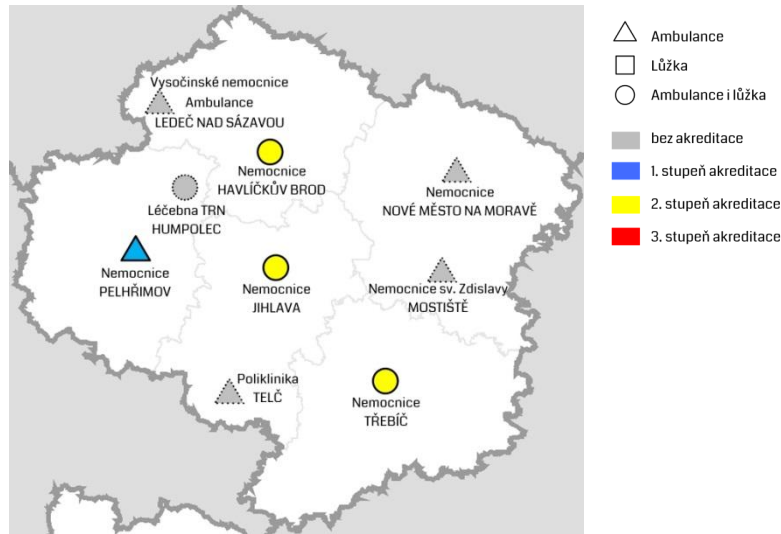 Vysočinské nemocnice
Ambulance
LEDEČ NAD SÁZAVOU
Nemocnice
HAVLÍČKŮV BROD
Nemocnice
NOVÉ MĚSTO NA MORAVĚ
Léčebna TRN
HUMPOLEC
Nemocnice
PELHŘIMOV
Nemocnice
JIHLAVA
Nemocnice sv. Zdislavy
MOSTIŠTĚ
Poliklinika
TELČ
Nemocnice
TŘEBÍČ
Ambulance
Lůžka
Ambulance i lůžka
bez akreditace
1. stupeň akreditace
2. stupeň akreditace
3. stupeň akreditace